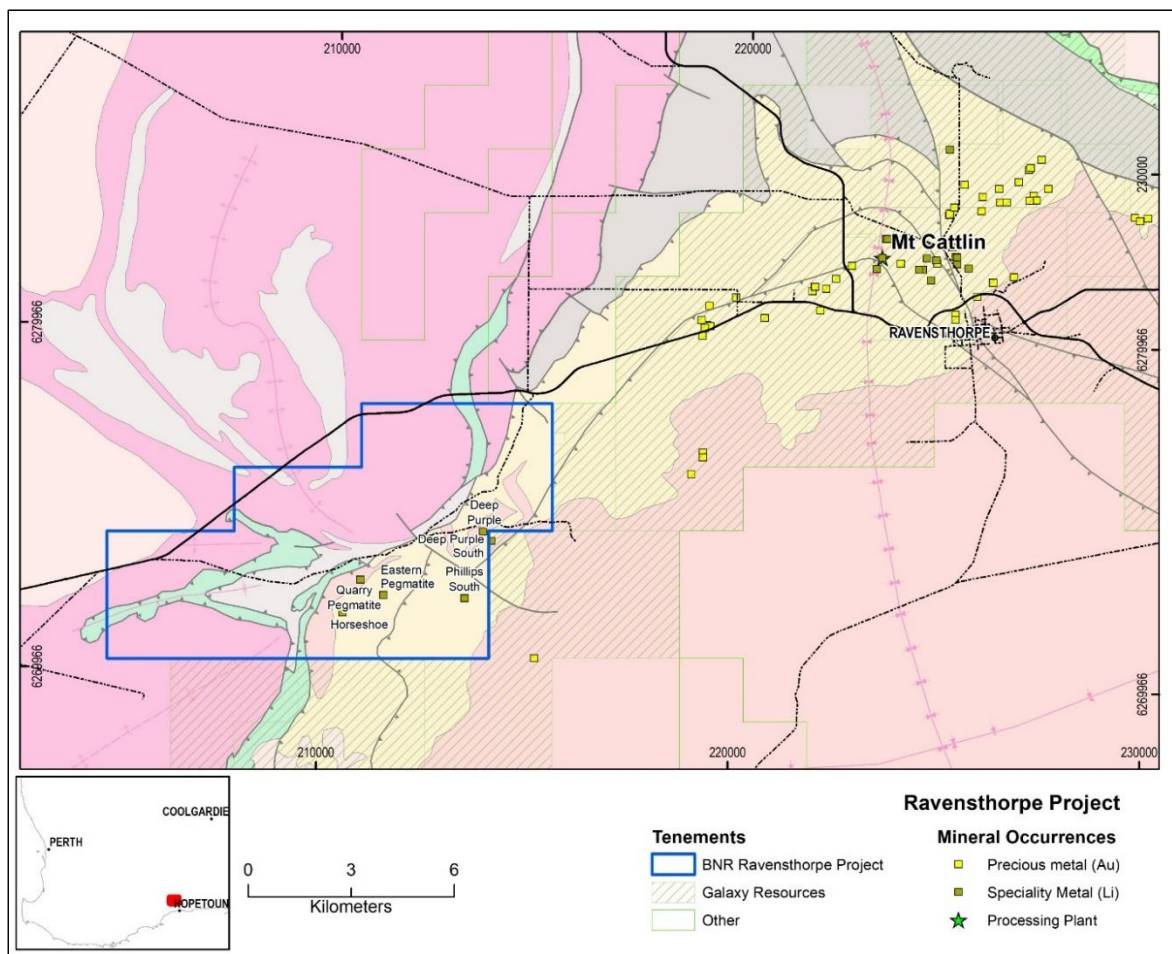 210000
220000
230000
Mt Cattlin
RAVENSTHORPE
6279966
6279966
Deep
Purple
Deep Purple
South
Eastern
Pegmatite
Phillips
South
Quarry
Pegmatite
Horseshoe
6269966
6269966
210000
220000
230000
COOLGARDIE
PERTH
HOPETOUN
0 3 6
Kilometers
Ravensthorpe Project
Tenements
BNR Ravensthorpe Project
Galaxy Resources
Other
Mineral Occurrences
Precious metal (Au)
Speciality Metal (Li)
Processing Plant